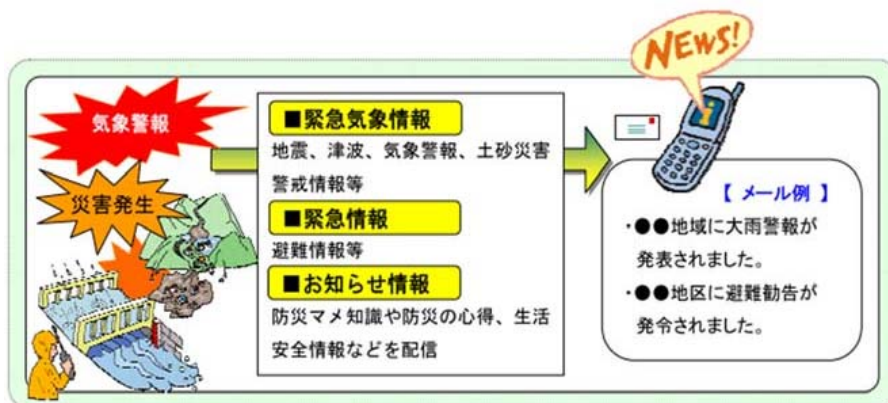 NEWS!
気象警報
災害発生
■緊急気象情報
地震、津波、気象警報、土砂災害
警戒情報等
■緊急情報
避難情報等
■お知らせ情報
防災マメ知識や防災の心得、生活
安全情報などを配信
【 メール例 】
・●●地域に大雨警報が
発表されました。
・●●地区に避難勧告が
発令されました。